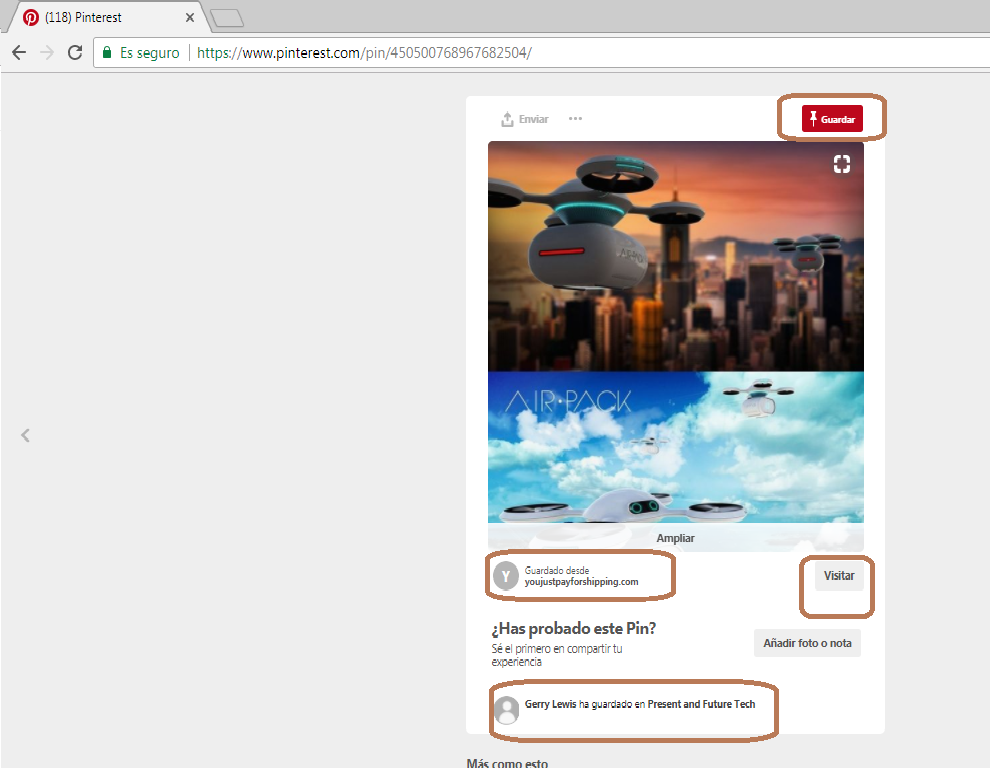 (118) Pinterest
Es seguro
https://www.pinterest.com/pin/450500768967682504/
Enviar
Guardar
AIR•PACK
Ampliar
Y
Guardado desde
youjustpayforshipping.com
Visitar
¿Has probado este Pin?
Sé el primero en compartir tu
experiencia
Añadir foto o nota
Gerry Lewis ha guardado en Present and Future Tech
Más como esto